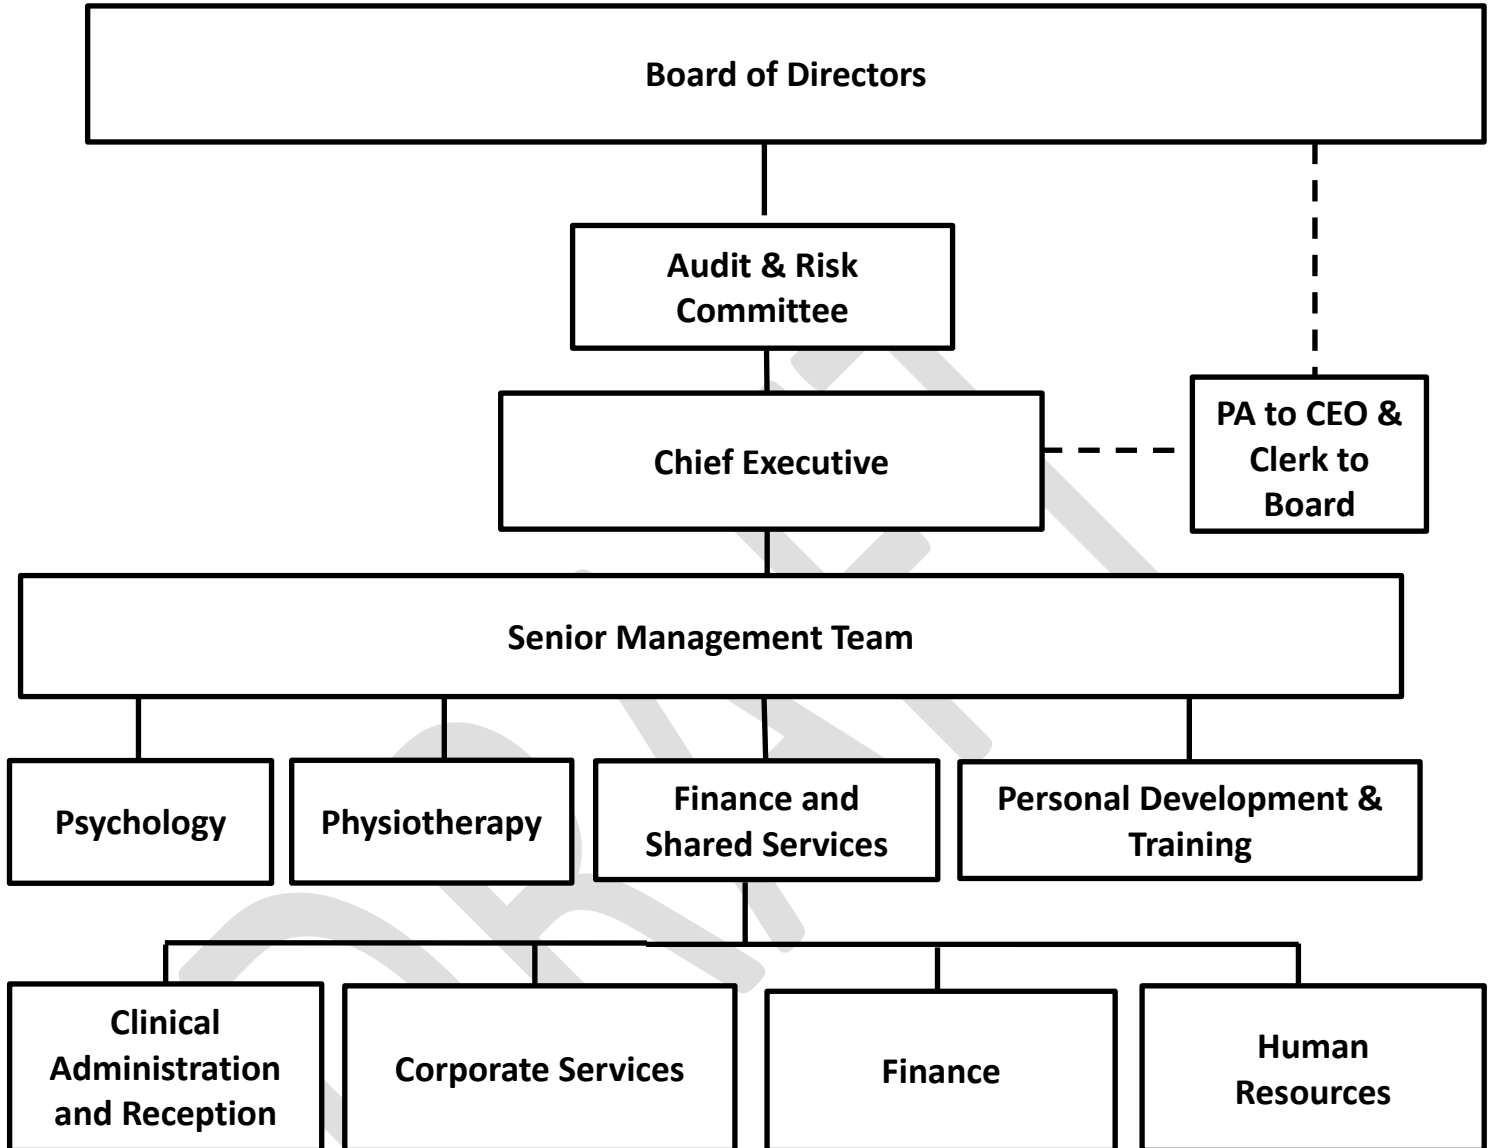 Board of Directors
Audit & Risk
Committee
Chief Executive
PA to CEO &
Clerk to
Board
Senior Management Team
Psychology
Physiotherapy
Finance and
Shared Services
Personal Development &
Training
Clinical
Administration
and Reception
Corporate Services
Finance
Human
Resources
DRAFT